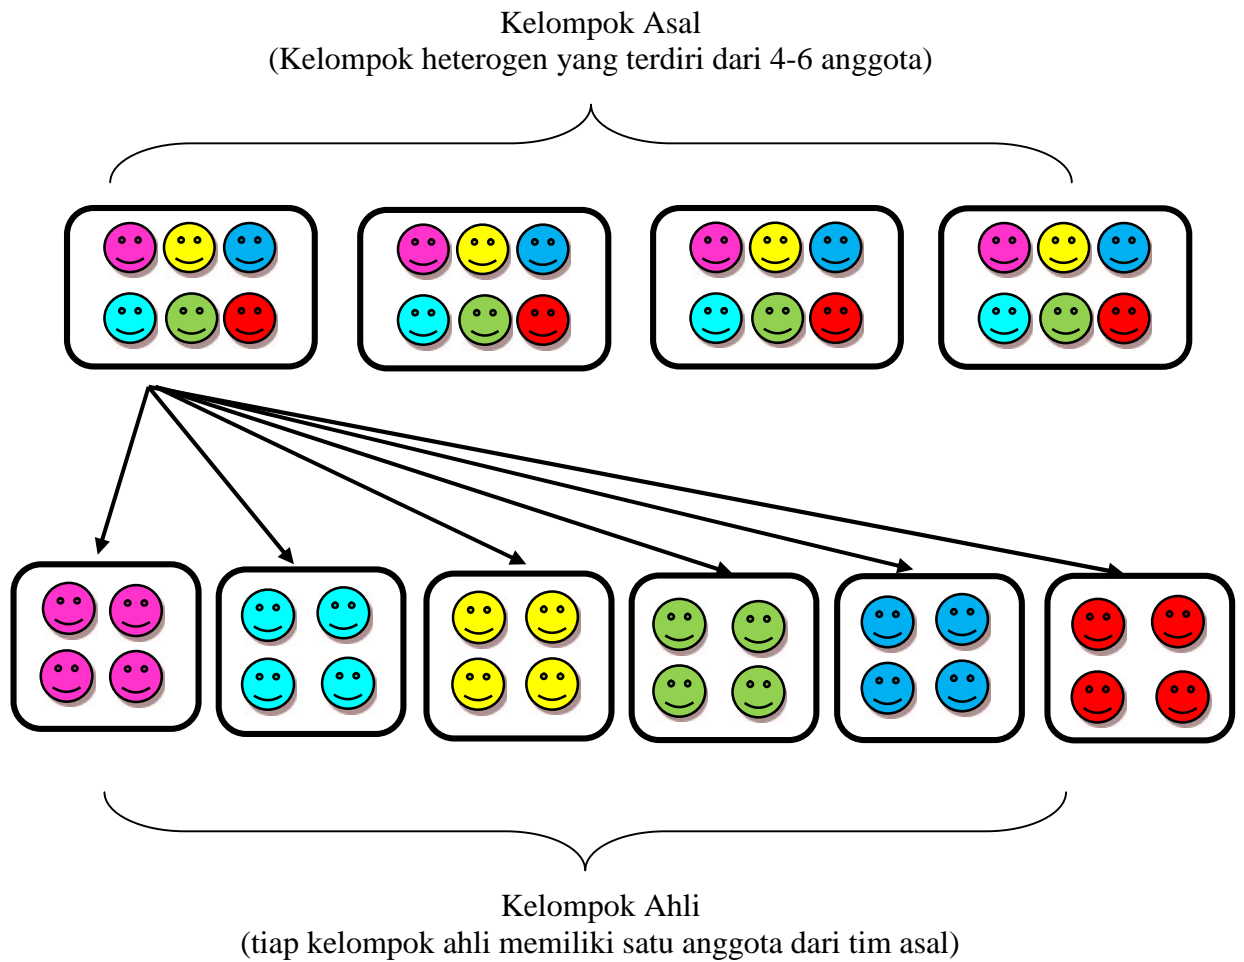 Kelompok Asal
(Kelompok heterogen yang terdiri dari 4-6 anggota)
Kelompok Ahli
(tiap kelompok ahli memiliki satu anggota dari tim asal)